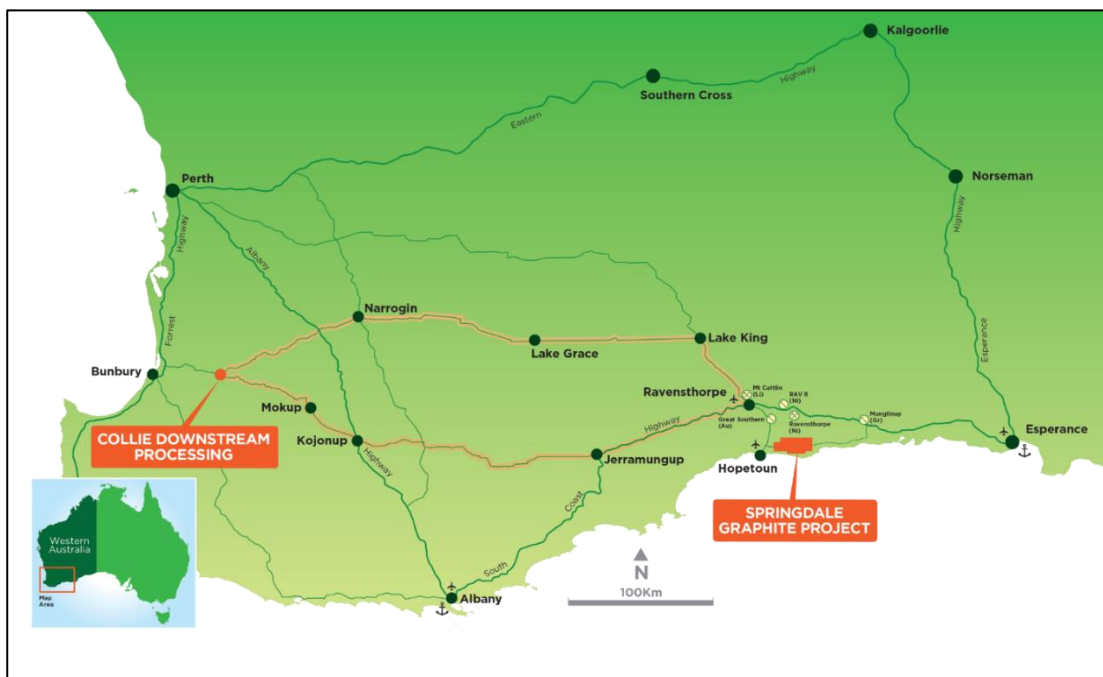 Kalgoorlie
Highway
Southern Cross
Eastern
Norseman
Perth
Highway
Albany
Highway
Forrest
Narrogin
Lake King
Lake Grace
Esperance
Bunbury
Mt Cattlin
(Li)
RAV 8
(Ni)
Ravensthorpe
Mokup
Great Southern
(Au)
Ravensthorpe
(Ni)
Munglinup
(Gr)
COLLIE DOWNSTREAM
PROCESSING
Kojonup
Highway
Esperance
Jerramungup
Hopetoun
Highway
Coast
SPRINGDALE
GRAPHITE PROJECT
Western
Australia
South
N
100Km
Albany
Map
Area